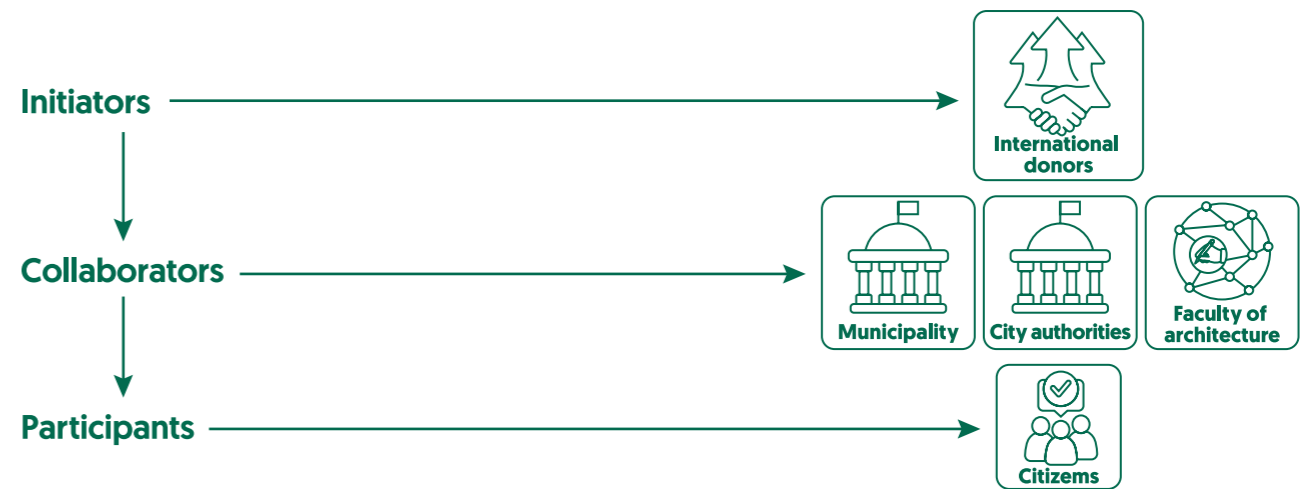 Initiators
International
donors
Collaborators
Municipality
City authorities
Faculty of
architecture
Participants
Citizems